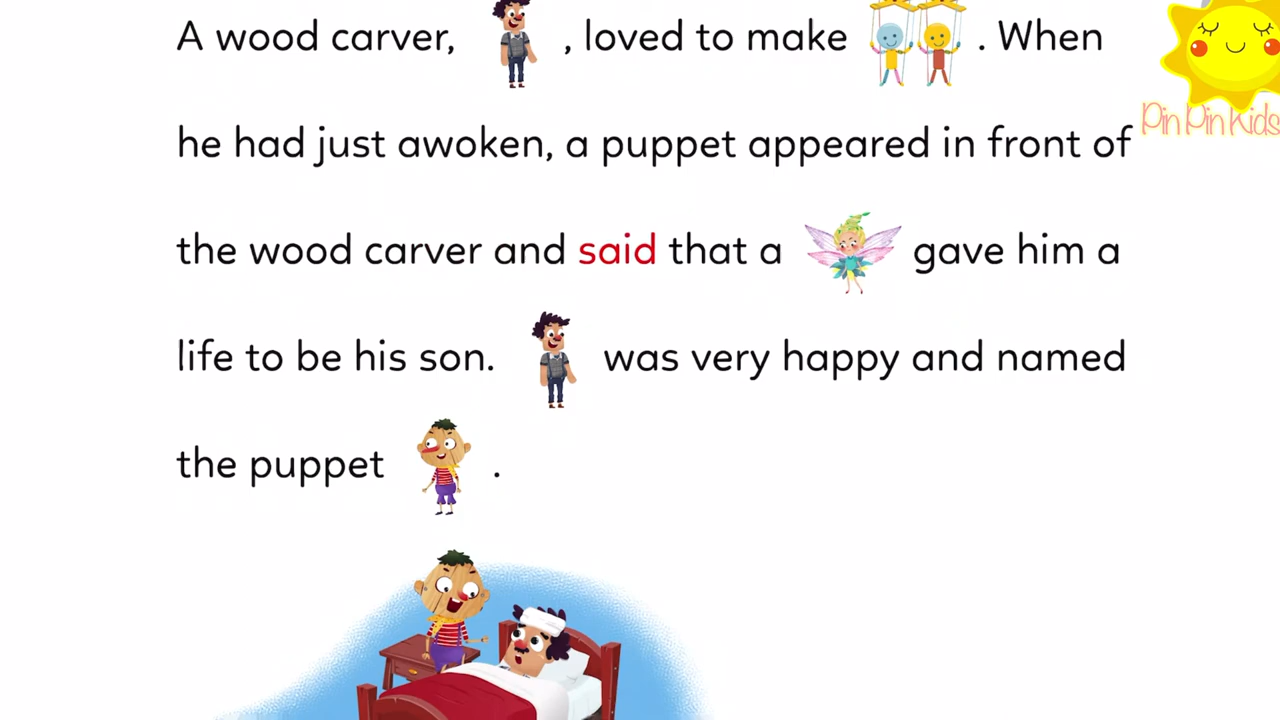 A wood carver, , loved to make . When
he had just awoken, a puppet appeared in front of
the wood carver and said that a gave him a
life to be his son. was very happy and named
the puppet .
Pin Pin Kids